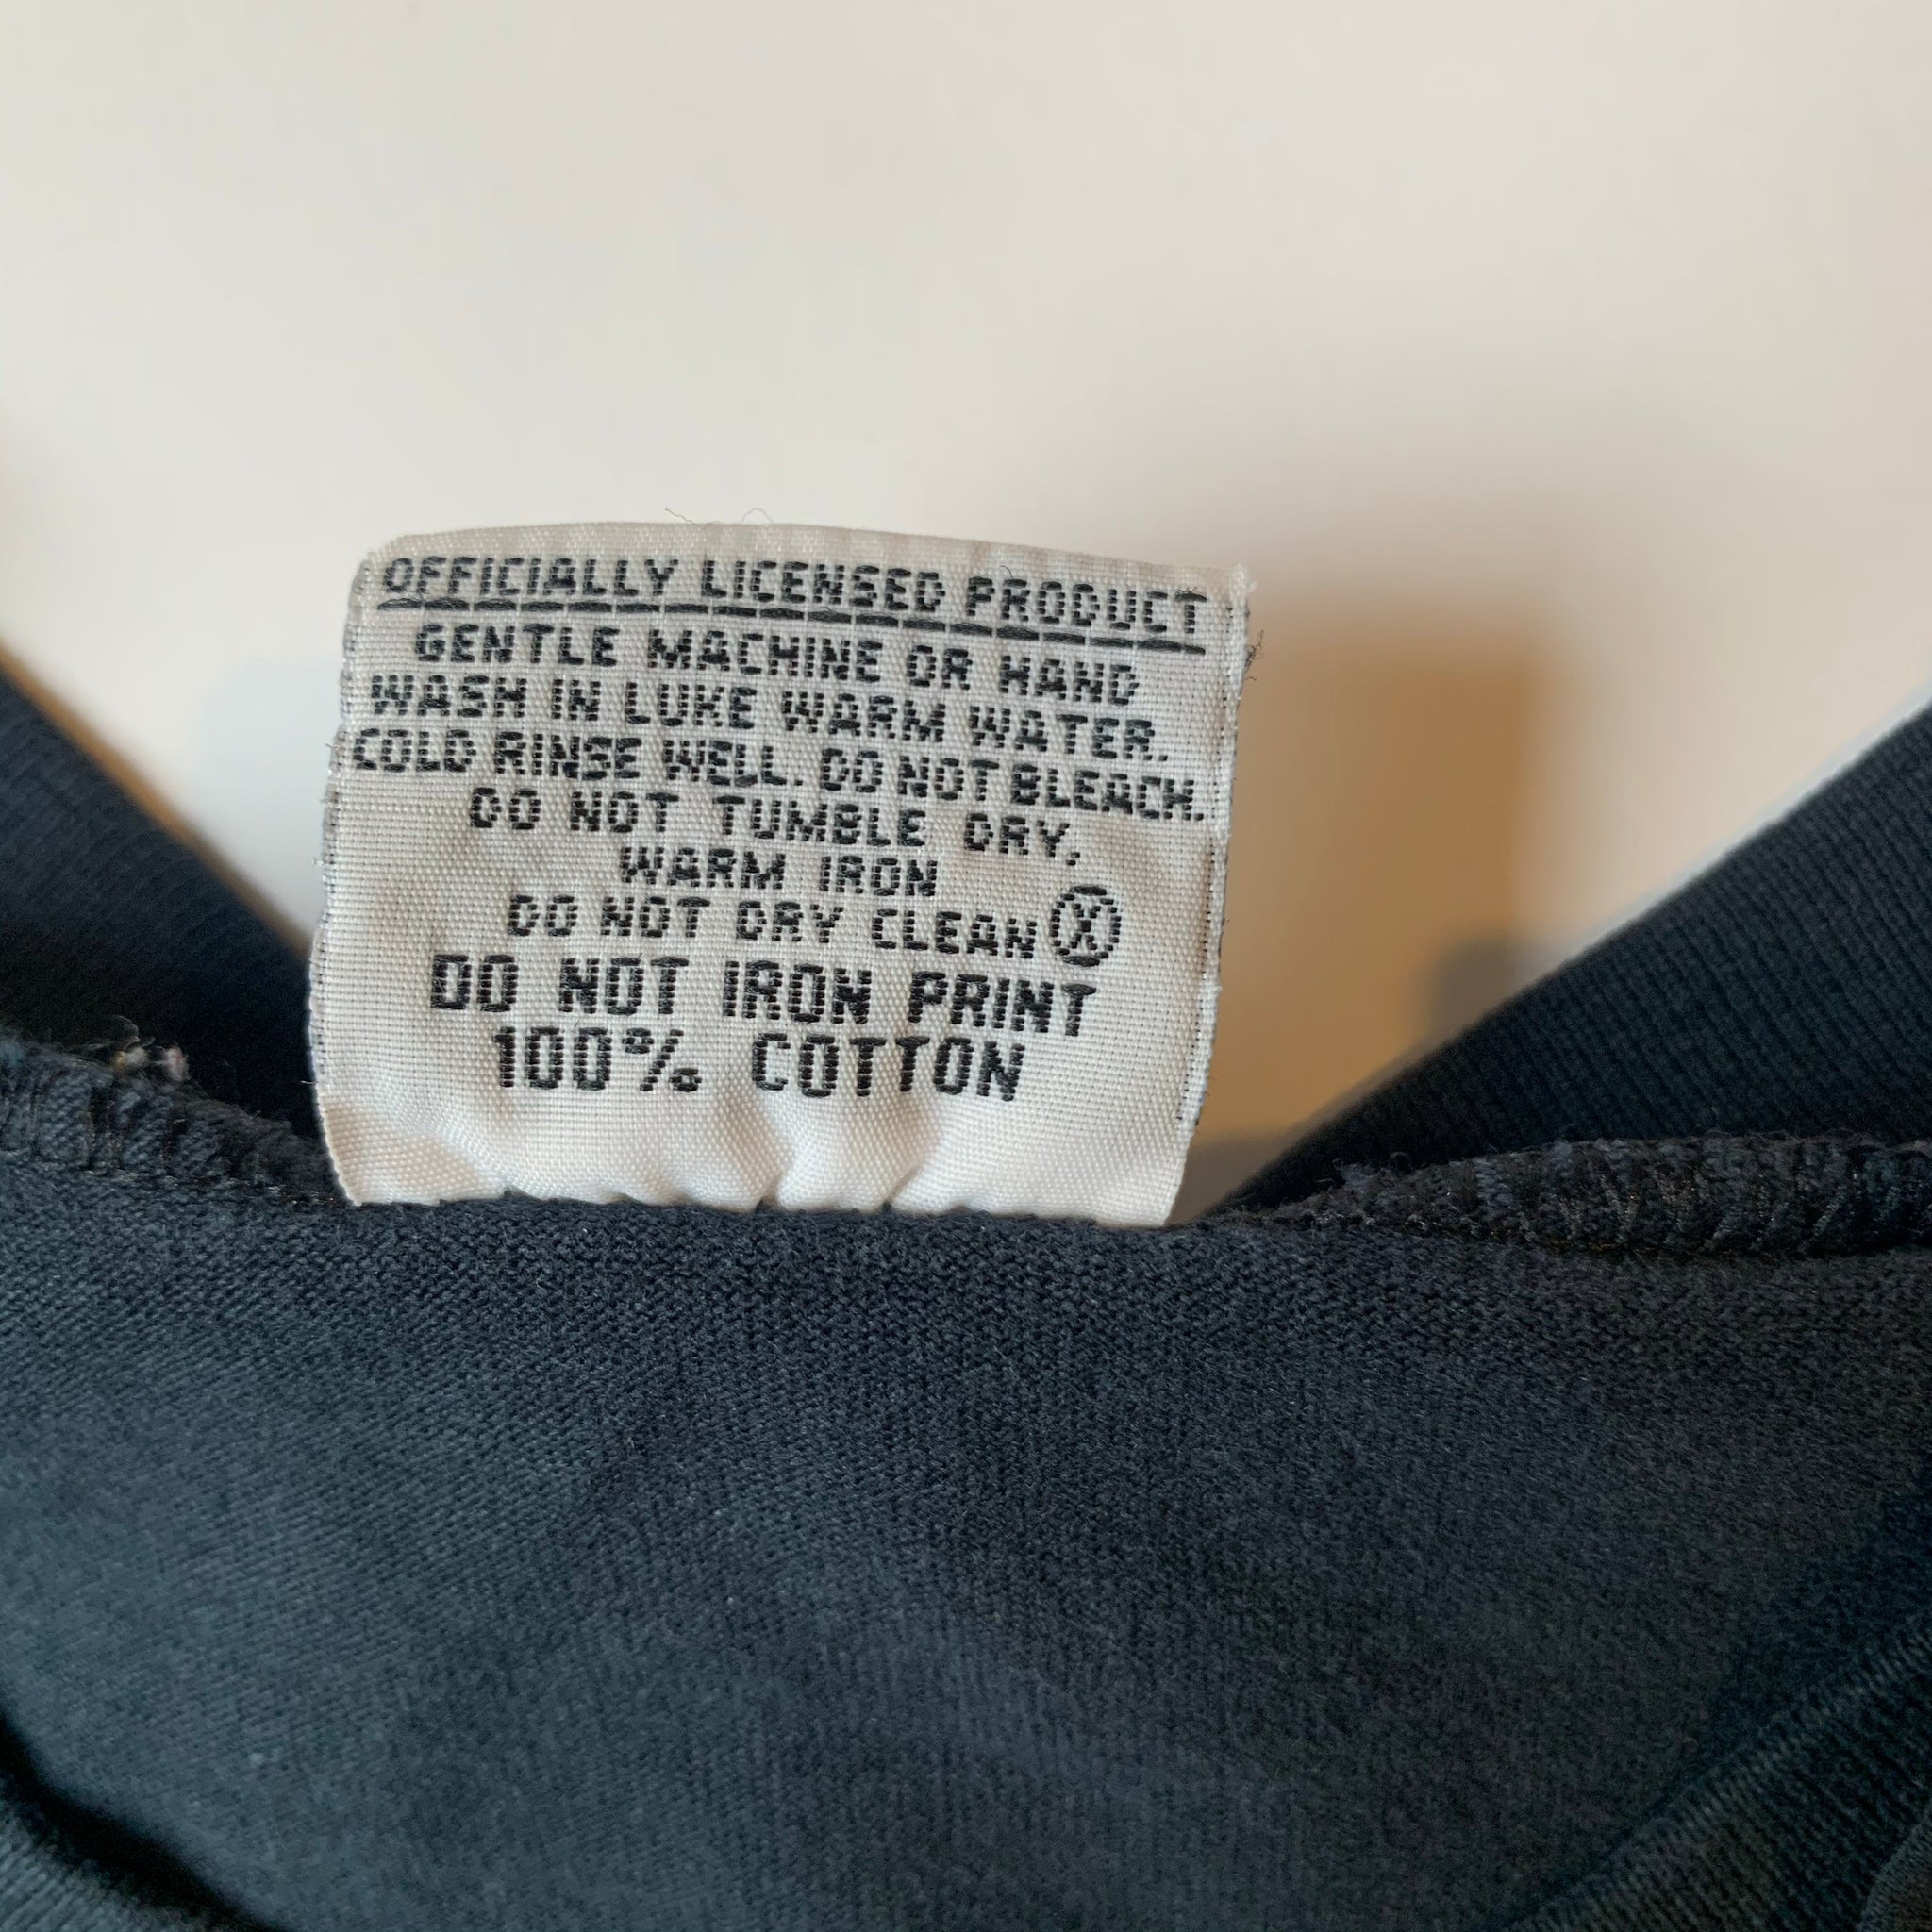 OFFICIALLY LICENSED PRODUCT
GENTLE MACHINE OR HAND
WASH IN LUKE WARM WATER.
COLD RINSE WELL. DO NOT BLEACH.
DO NOT TUMBLE DRY.
WARM IRON
DO NOT DRY CLEAN Ⓧ
DO NOT IRON PRINT
100% COTTON